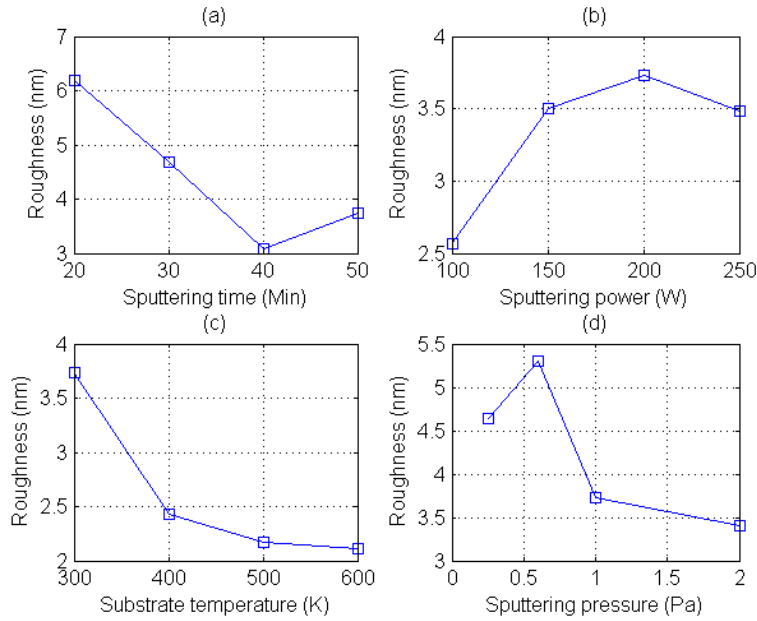 (a)
7
6
5
4
3
Roughness (nm)
20 30 40 50
Sputtering time (Min)
(b)
4
3.5
3
2.5
Roughness (nm)
100 150 200 250
Sputtering power (W)
(c)
4
3.5
3
2.5
2
Roughness (nm)
300 400 500 600
Substrate temperature (K)
(d)
5.5
5
4.5
4
3.5
3
Roughness (nm)
0 0.5 1 1.5 2
Sputtering pressure (Pa)